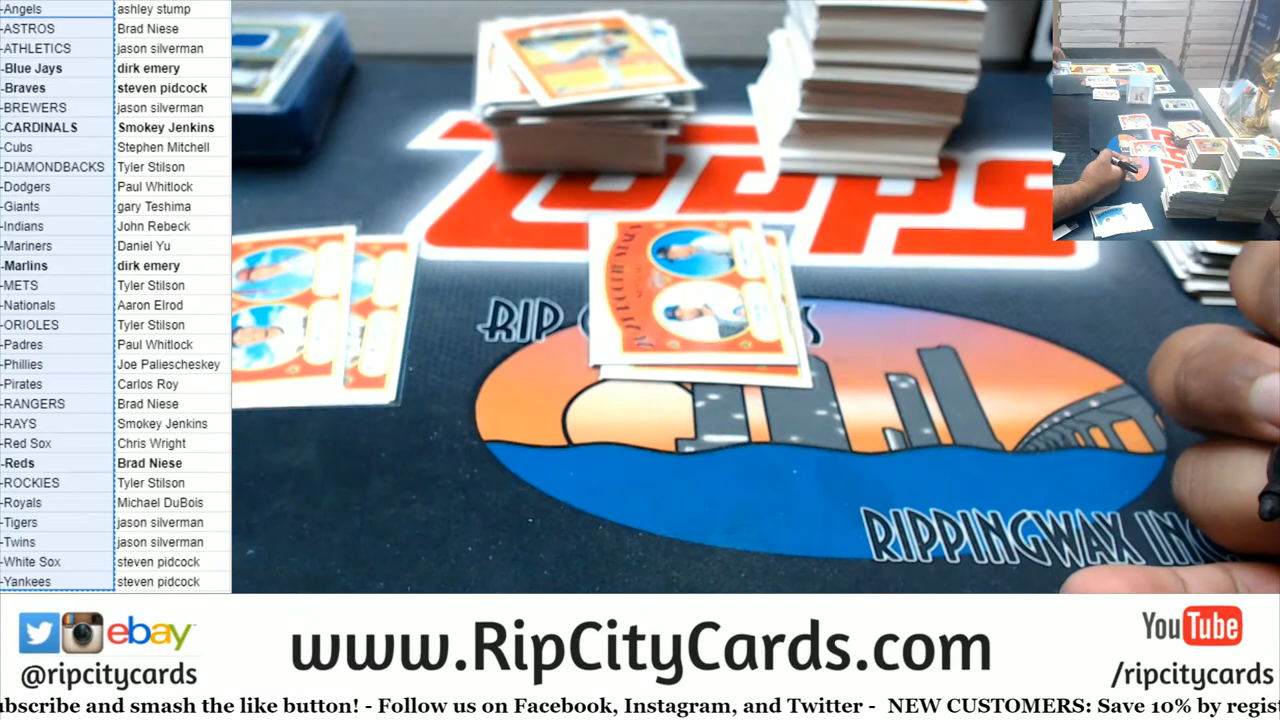 -Angels ashley stump
-ASTROS Brad Niese
-ATHLETICS jason silverman
-Blue Jays dirk emery
-Braves steven pidcock
-BREWERS jason silverman
-CARDINALS Smokey Jenkins
-Cubs Stephen Mitchell
-DIAMONDBACKS Tyler Stilson
-Dodgers Paul Whitlock
-Giants gary Teshima
-Indians John Rebeck
-Mariners Daniel Yu
-Marlins dirk emery
-METS Tyler Stilson
-Nationals Aaron Elrod
-ORIOLES Tyler Stilson
-Padres Paul Whitlock
-Phillies Joe Paliescheskey
-Pirates Carlos Roy
-RANGERS Brad Niese
-RAYS Smokey Jenkins
-Red Sox Chris Wright
-Reds Brad Niese
-ROCKIES Tyler Stilson
-Royals Michael DuBois
-Tigers jason silverman
-Twins jason silverman
-White Sox steven pidcock
-Yankees steven pidcock
topps
RIP
RIPPINGWAX INC
ebay
@ripcitycards
www.RipCityCards.com
YouTube
/ripcitycards
ubscribe and smash the like button! - Follow us on Facebook, Instagram, and Twitter - NEW CUSTOMERS: Save 10% by regis